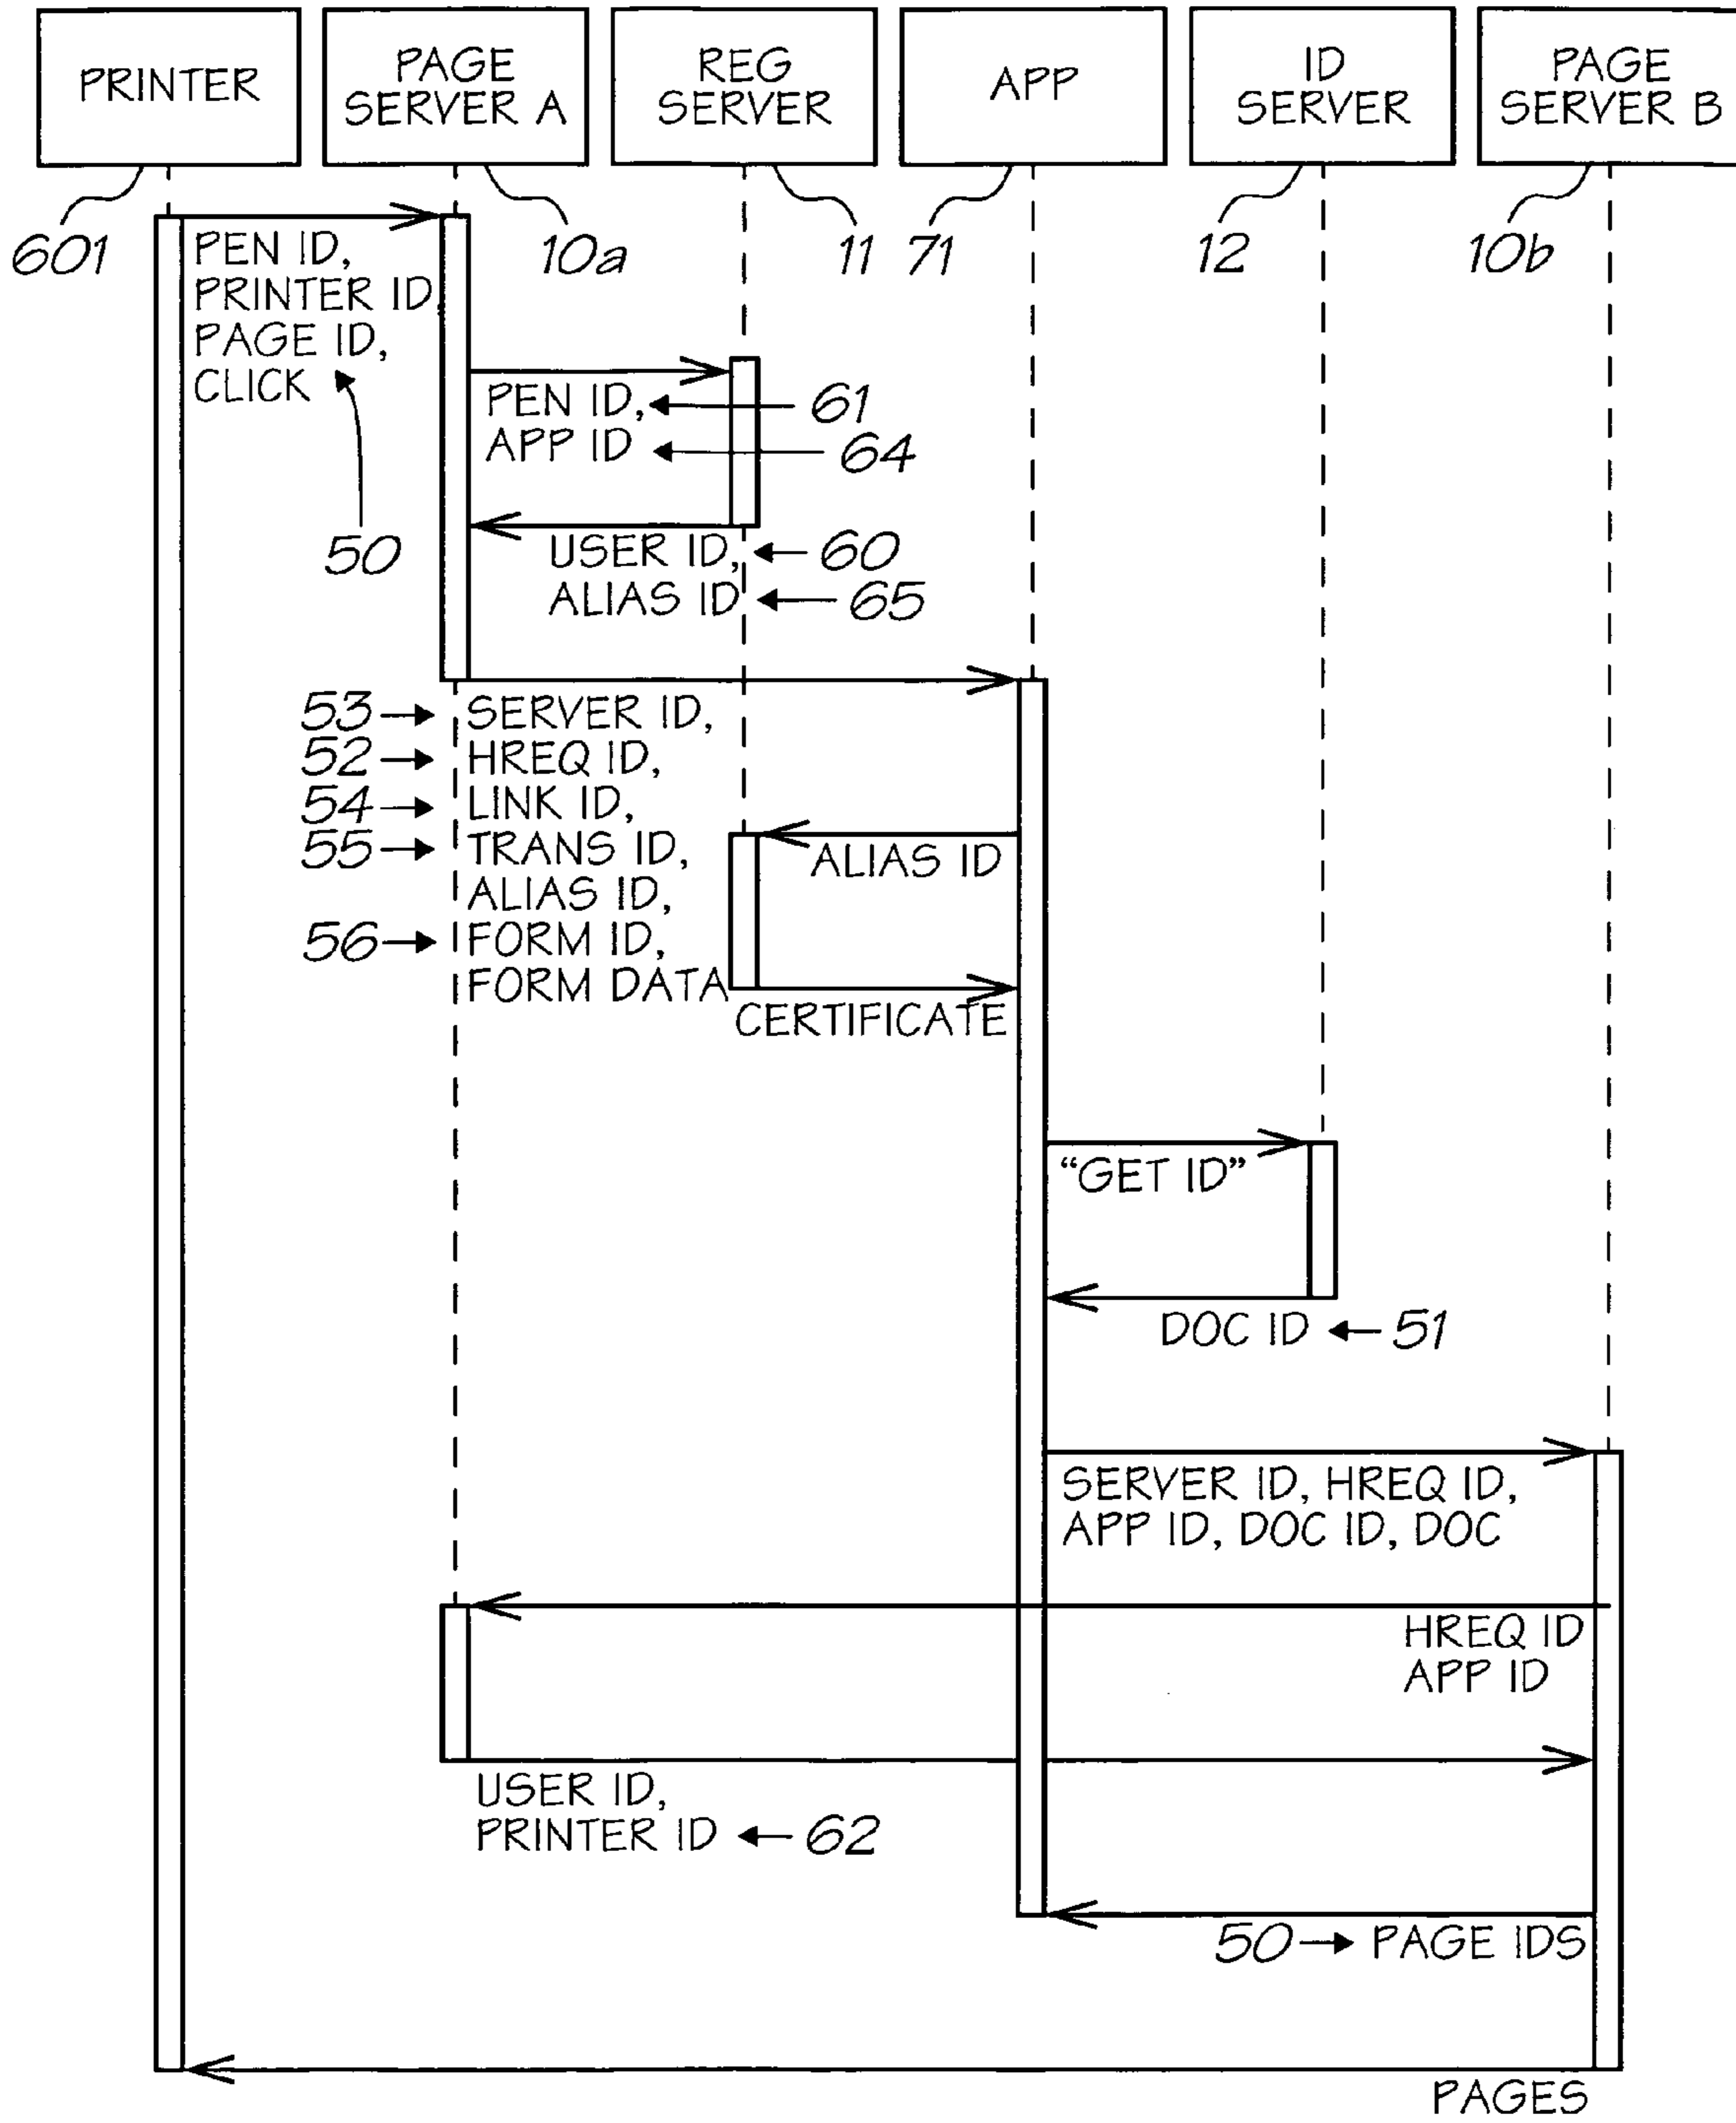 PRINTER
PAGE
SERVER A
REG
SERVER
APP
ID
SERVER
PAGE
SERVER B
601
10a
11
71
12
10b
PEN ID,
PRINTER ID
PAGE ID,
CLICK
50
PEN ID,
61
APP ID
64
USER ID,
60
ALIAS ID
65
53
SERVER ID,
52
HREQ ID,
54
LINK ID,
55
TRANS ID,
ALIAS ID,
56
FORM ID,
FORM DATA
ALIAS ID
CERTIFICATE
“GET ID”
DOC ID
51
SERVER ID, HREQ ID,
APP ID, DOC ID, DOC
HREQ ID
APP ID
USER ID,
PRINTER ID
62
50
PAGE IDS
PAGES